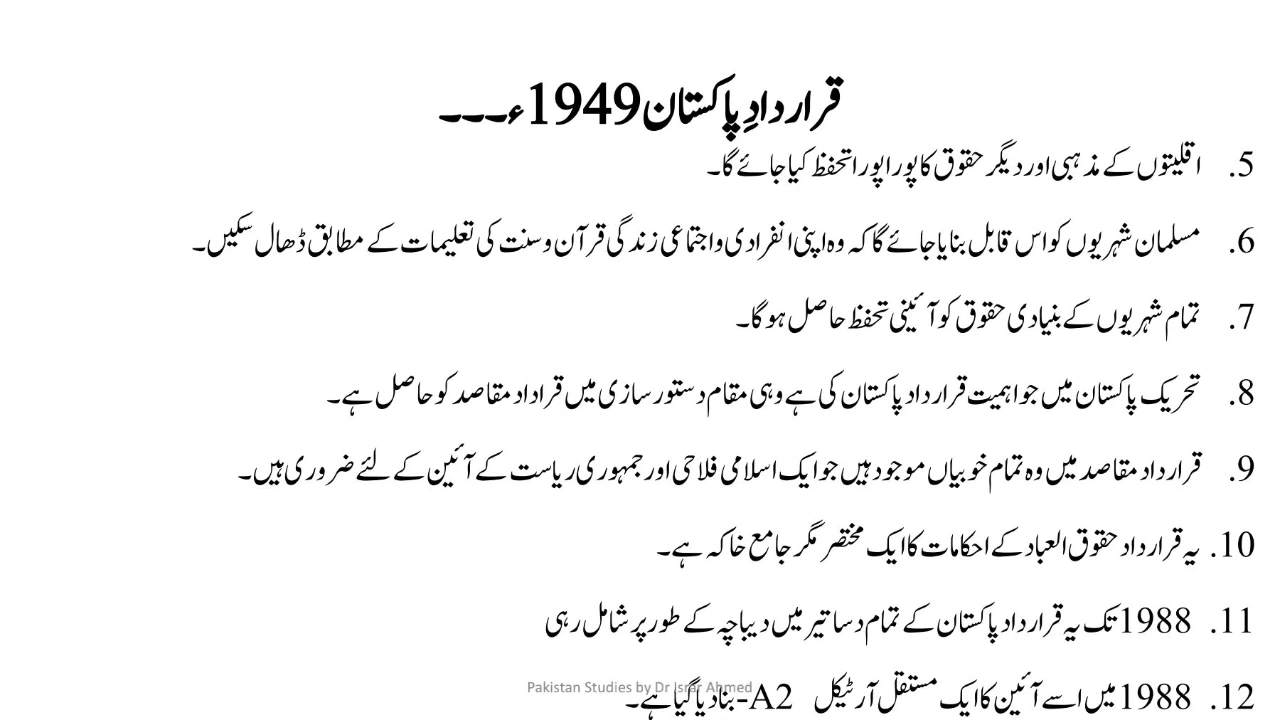 قراردادِ پاکستان 1949ء۔۔۔
5. اقلیتوں کے مذہبی اور دیگر حقوق کا پورا پورا تحفظ کیا جائے گا۔
6. مسلمان شہریوں کو اس قابل بنایا جائے گا کہ وہ اپنی انفرادی و اجتماعی زندگی قرآن و سنت کی تعلیمات کے مطابق ڈھال سکیں۔
7. تمام شہریوں کے بنیادی حقوق کو آئینی تحفظ حاصل ہو گا۔
8. تحریک پاکستان میں جو اہمیت قرارداد پاکستان کی ہے وہی مقام دستور سازی میں قراداد مقاصد کو حاصل ہے۔
9. قرارداد مقاصد میں وہ تمام خوبیاں موجود ہیں جو ایک اسلامی فلاحی اور جمہوری ریاست کے آئین کے لئے ضروری ہیں۔
10. یہ قرارداد حقوق العباد کے احکامات کا ایک مختصر مگر جامع خاکہ ہے۔
11. 1988 تک یہ قرارداد پاکستان کے تمام دساتیر میں دیباچہ کے طور پر شامل رہی
12. 1988 میں اسے آئین کا ایک مستقل آرٹیکل A2- بنا دیا گیا ہے۔
Pakistan Studies by Dr Israr Ahmed